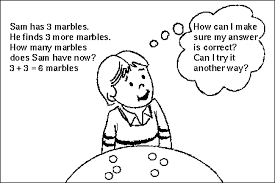 Sam has 3 marbles.
He finds 3 more marbles.
How many marbles
does Sam have now?
3 + 3 = 6 marbles
How can I make
sure my answer
is correct?
Can I try it
another way?